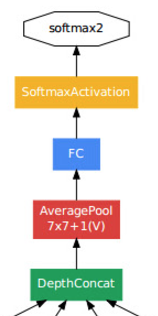 softmax2
SoftmaxActivation
FC
AveragePool
7x7+1(V)
DepthConcat